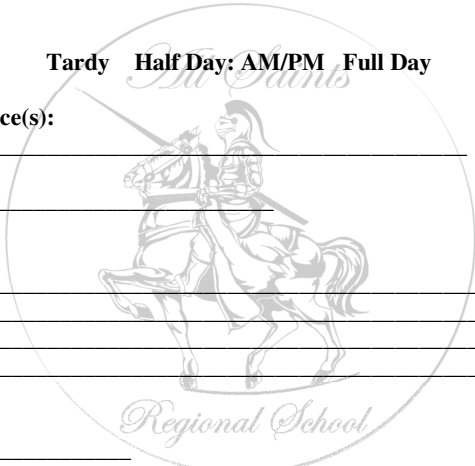 Tardy Half Day: AM/PM Full Day
All Saints
ce(s):
Regional School